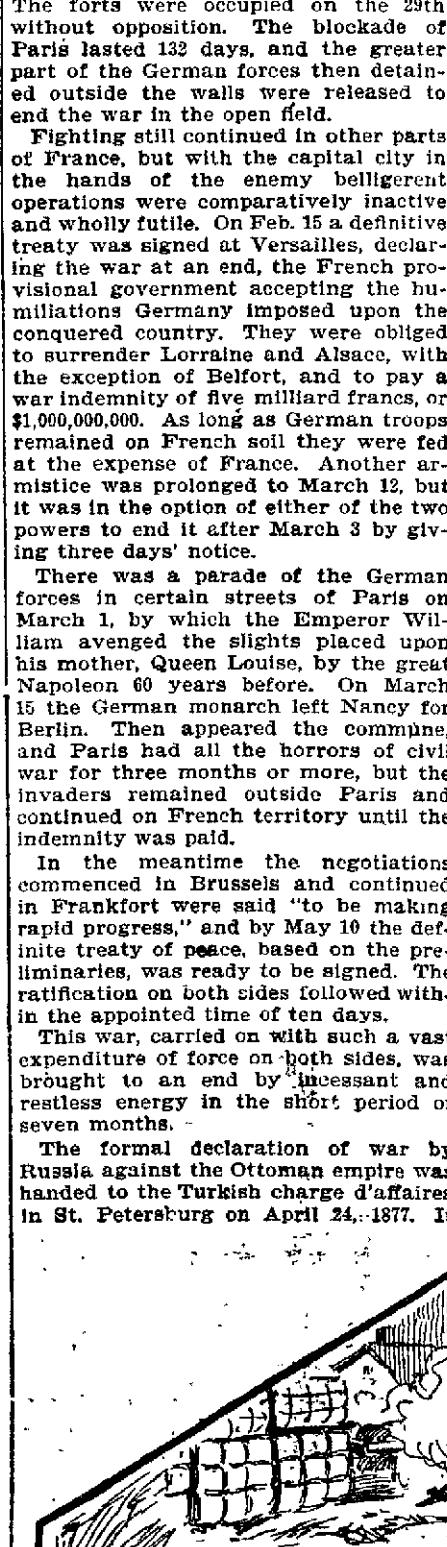 The forts were occupied on the 29th
without opposition. The blockade of
Paris lasted 132 days, and the greater
part of the German forces then detain-
ed outside the walls were released to
end the war in the open field.
Fighting still continued in other parts
of France, but with the capital city in
the hands of the enemy belligerent
operations were comparatively inactive
and wholly futile. On Feb. 15 a definitive
treaty was signed at Versailles, declar-
ing the war at an end, the French pro-
visional government accepting the hu-
miliations Germany imposed upon the
conquered country. They were obliged
to surrender Lorraine and Alsace, with
the exception of Belfort, and to pay a
war indemnity of five milliard francs, or
$1,000,000,000. As long as German troops
remained on French soil they were fed
at the expense of France. Another ar-
mistice was prolonged to March 12, but
it was in the option of either of the two
powers to end it after March 3 by giv-
ing three days' notice.
There was a parade of the German
forces in certain streets of Paris on
March 1, by which the Emperor Wil-
liam avenged the slights placed upon
his mother, Queen Louise, by the great
Napoleon 60 years before. On March
15 the German monarch left Nancy for
Berlin. Then appeared the commune,
and Paris had all the horrors of civil
war for three months or more, but the
invaders remained outside Paris and
continued on French territory until the
indemnity was paid.
In the meantime the negotiations
commenced in Brussels and continued
in Frankfort were said "to be making
rapid progress," and by May 10 the def-
inite treaty of peace, based on the pre-
liminaries, was ready to be signed. The
ratification on both sides followed with-
in the appointed time of ten days.
This war, carried on with such a vast
expenditure of force on both sides, was
brought to an end by incessant and
restless energy in the short period of
seven months.
The formal declaration of war by
Russia against the Ottoman empire was
handed to the Turkish charge d'affaires
in St. Petersburg on April 24, 1877. I